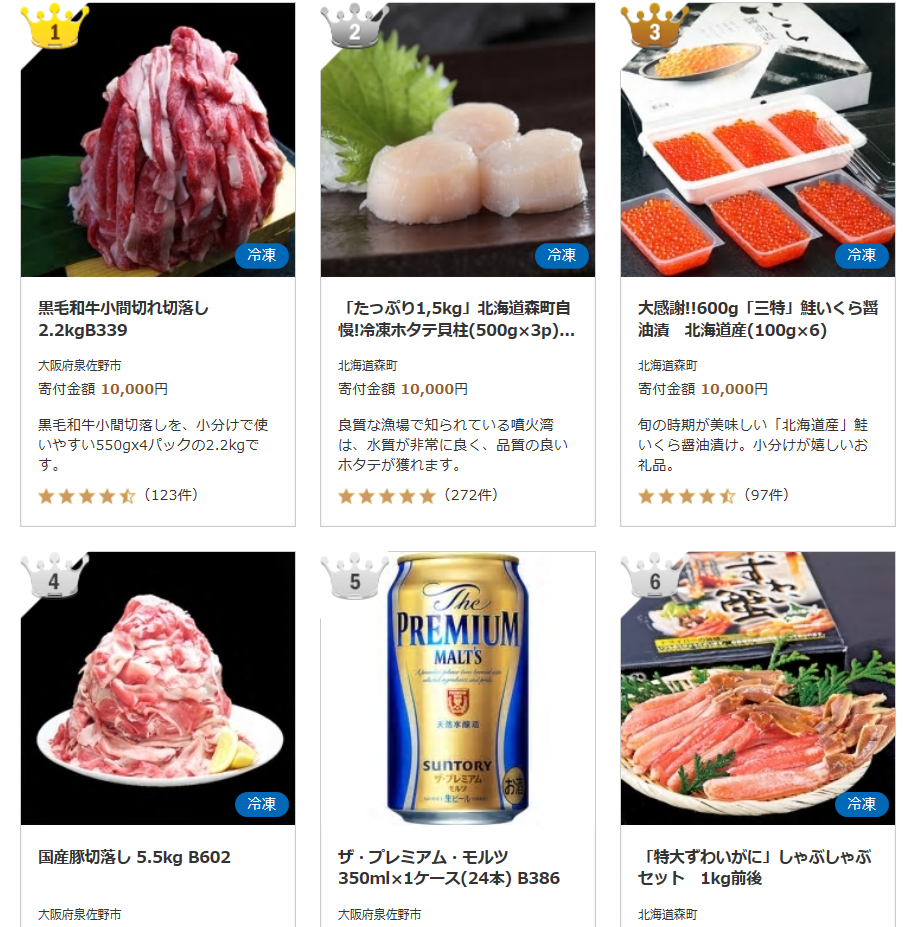 1
2
3
冷凍
冷凍
冷凍
黒毛和牛小間切れ切落し
2.2kgB339
大阪府泉佐野市
寄付金額 10,000円
黒毛和牛小間切落しを、小分けで使
いやすい550gx4パックの2.2kgで
す。
(123件)
「たっぷり1,5kg」北海道森町自
慢!冷凍ホタテ貝柱(500g×3p)...
北海道森町
寄付金額 10,000円
良質な漁場で知られている噴火湾
は、水質が非常に良く、品質の良い
ホタテが獲れます。
(272件)
大感謝!!600g「三特」鮭いくら醤
油漬　北海道産(100g×6)
北海道森町
寄付金額 10,000円
旬の時期が美味しい「北海道産」鮭
いくら醤油漬け。小分けが嬉しいお
礼品。
(97件)
4
5
6
The
PREMIUM
MALT'S
天然水醸造
SUNTORY
ザ・プレミアム
モルツ
生ビール
お酒
冷凍
冷凍
国産豚切落し 5.5kg B602
大阪府泉佐野市
ザ・プレミアム・モルツ
350ml×1ケース(24本) B386
大阪府泉佐野市
「特大ずわいがに」しゃぶしゃぶ
セット　1kg前後
北海道森町